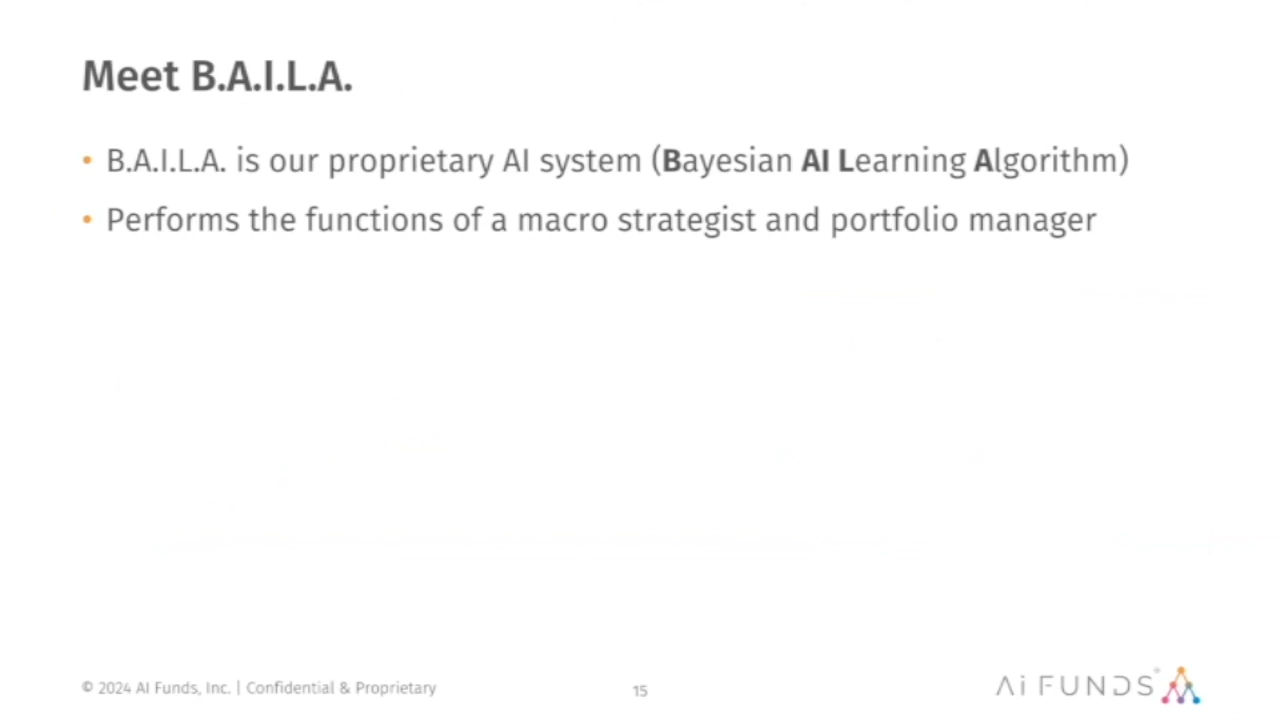 Meet B.A.I.L.A.
• B.A.I.L.A. is our proprietary AI system (Bayesian AI Learning Algorithm)
• Performs the functions of a macro strategist and portfolio manager
© 2024 AI Funds, Inc. | Confidential & Proprietary
15
Ai FUNDS®